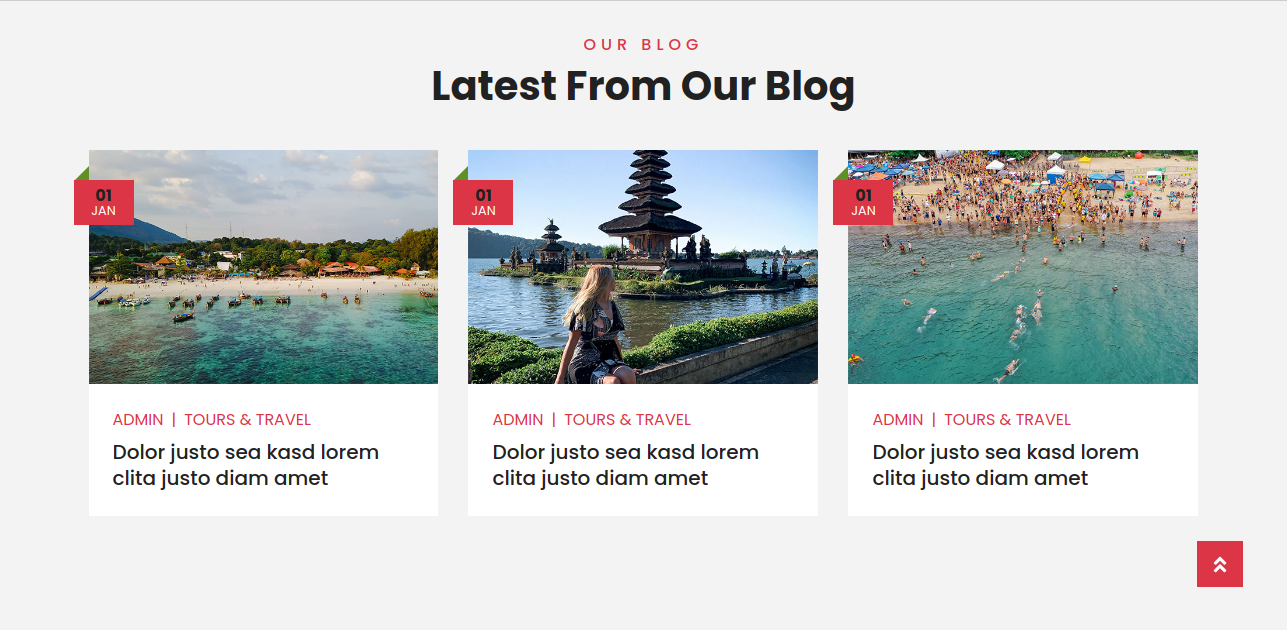 OUR BLOG
Latest From Our Blog
01
JAN
01
JAN
01
JAN
ADMIN | TOURS & TRAVEL
Dolor justo sea kasd lorem
clita justo diam amet
ADMIN | TOURS & TRAVEL
Dolor justo sea kasd lorem
clita justo diam amet
ADMIN | TOURS & TRAVEL
Dolor justo sea kasd lorem
clita justo diam amet